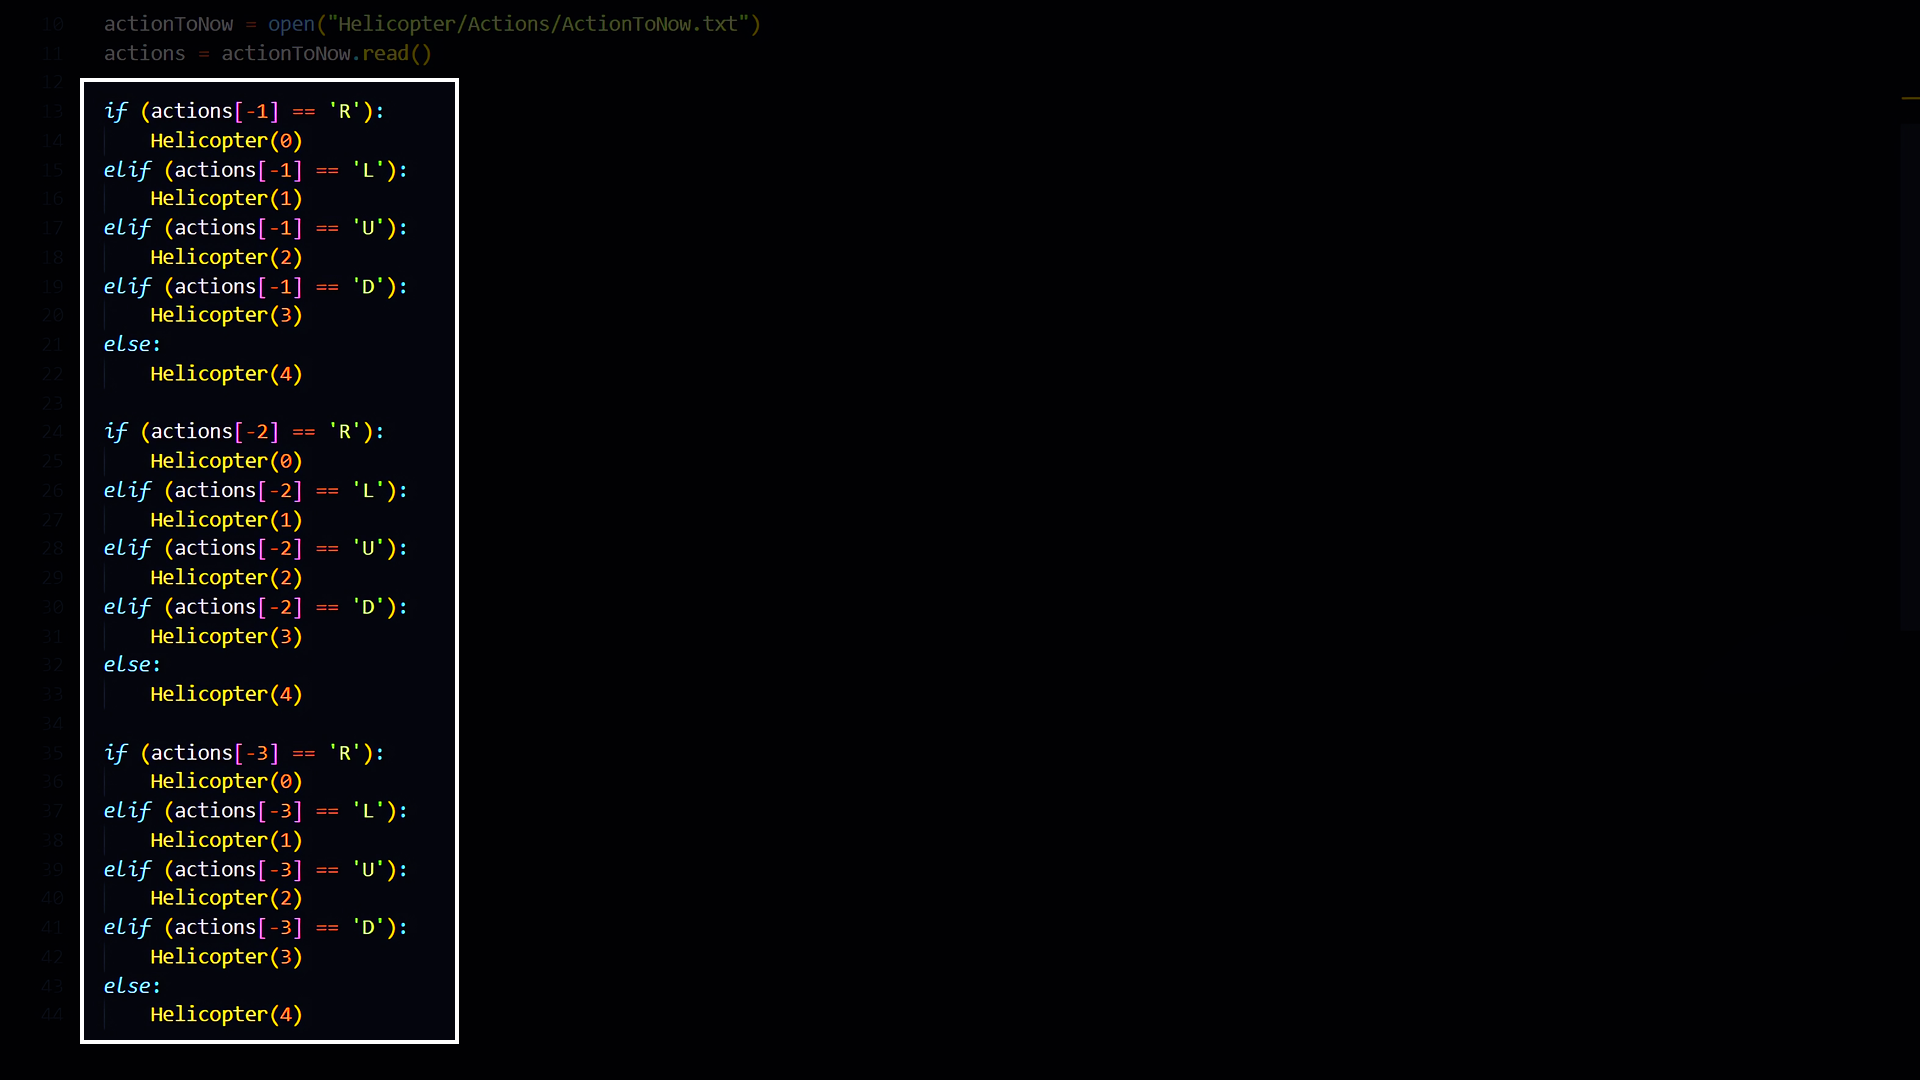 10 actionToNow = open("Helicopter/Actions/ActionToNow.txt")
11 actions = actionToNow.read()
12
13 if (actions[-1] == 'R'):
14 Helicopter(0)
15 elif (actions[-1] == 'L'):
16 Helicopter(1)
17 elif (actions[-1] == 'U'):
18 Helicopter(2)
19 elif (actions[-1] == 'D'):
20 Helicopter(3)
21 else:
22 Helicopter(4)
23
24 if (actions[-2] == 'R'):
25 Helicopter(0)
26 elif (actions[-2] == 'L'):
27 Helicopter(1)
28 elif (actions[-2] == 'U'):
29 Helicopter(2)
30 elif (actions[-2] == 'D'):
31 Helicopter(3)
32 else:
33 Helicopter(4)
34
35 if (actions[-3] == 'R'):
36 Helicopter(0)
37 elif (actions[-3] == 'L'):
38 Helicopter(1)
39 elif (actions[-3] == 'U'):
40 Helicopter(2)
41 elif (actions[-3] == 'D'):
42 Helicopter(3)
43 else:
44 Helicopter(4)